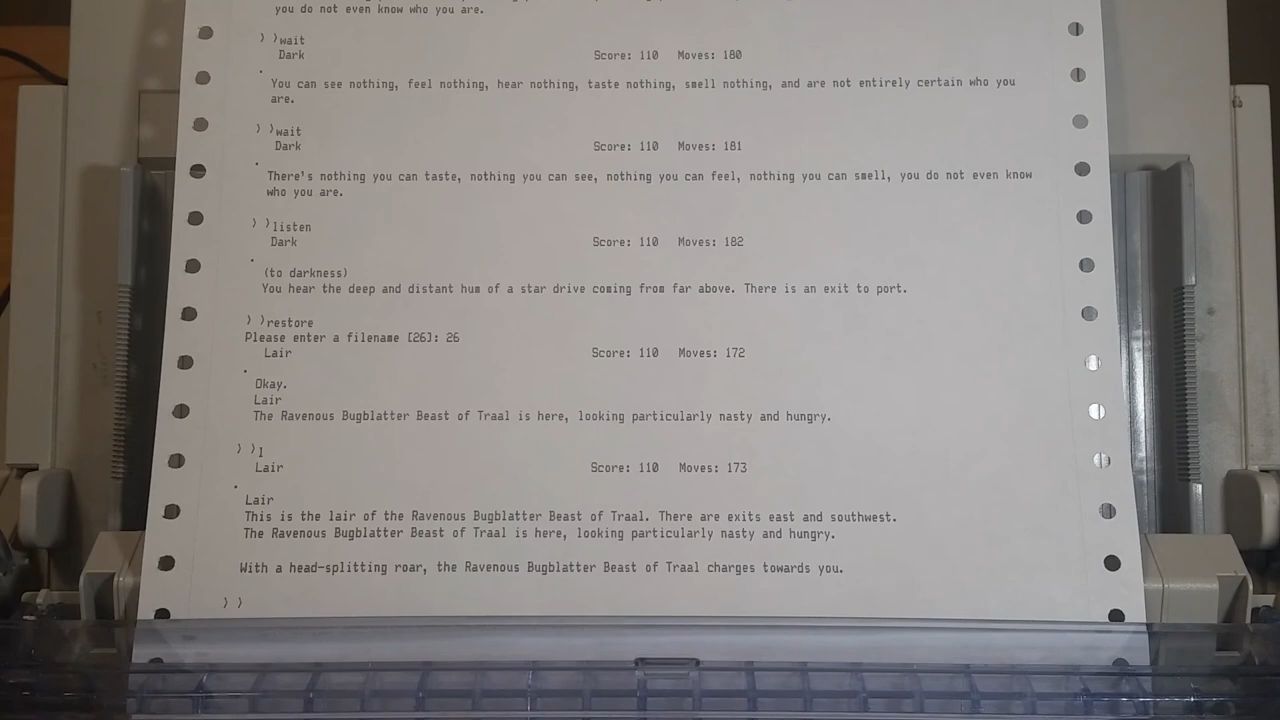 you do not even know who you are.
) )wait
Dark Score: 110 Moves: 180
.
You can see nothing, feel nothing, hear nothing, taste nothing, smell nothing, and are not entirely certain who you
are.
) )wait
Dark Score: 110 Moves: 181
.
There's nothing you can taste, nothing you can see, nothing you can feel, nothing you can smell, you do not even know
who you are.
) )listen
Dark Score: 110 Moves: 182
.
(to darkness)
You hear the deep and distant hum of a star drive coming from far above. There is an exit to port.
) )restore
Please enter a filename [26]: 26
Lair Score: 110 Moves: 172
.
Okay.
Lair
The Ravenous Bugblatter Beast of Traal is here, looking particularly nasty and hungry.
) )l
Lair Score: 110 Moves: 173
.
Lair
This is the lair of the Ravenous Bugblatter Beast of Traal. There are exits east and southwest.
The Ravenous Bugblatter Beast of Traal is here, looking particularly nasty and hungry.
With a head-splitting roar, the Ravenous Bugblatter Beast of Traal charges towards you.
) )